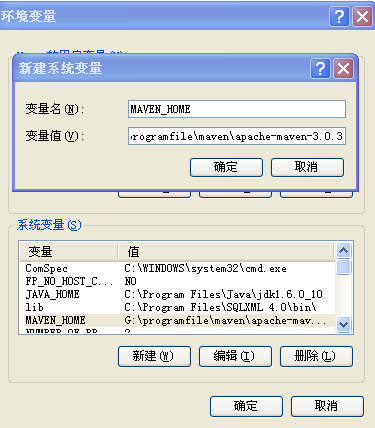 环境变量
新建系统变量
变量名(N):
MAVEN_HOME
变量值(V):
rogramfile\maven\apache-maven-3.0.3
确定
取消
系统变量(S)
变量 值
ComSpec C:\WINDOWS\system32\cmd.exe
FP_NO_HOST_C... NO
JAVA_HOME C:\Program Files\Java\jdk1.6.0_10
lib C:\Program Files\SQLXML 4.0\bin\
MAVEN_HOME G:\programfile\maven\apache-mav...
新建(W)
编辑(I)
删除(L)
确定
取消